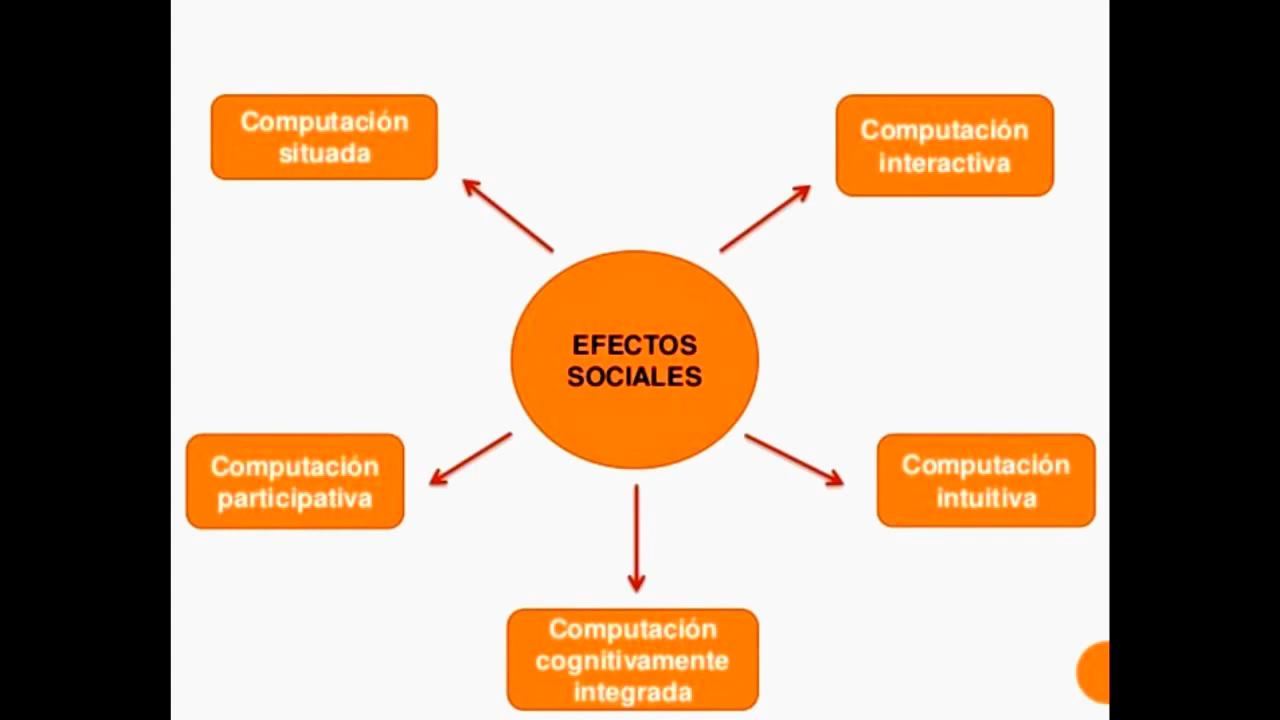 Computación
situada
Computación
interactiva
EFECTOS
SOCIALES
Computación
participativa
Computación
intuitiva
Computación
cognitivamente
integrada